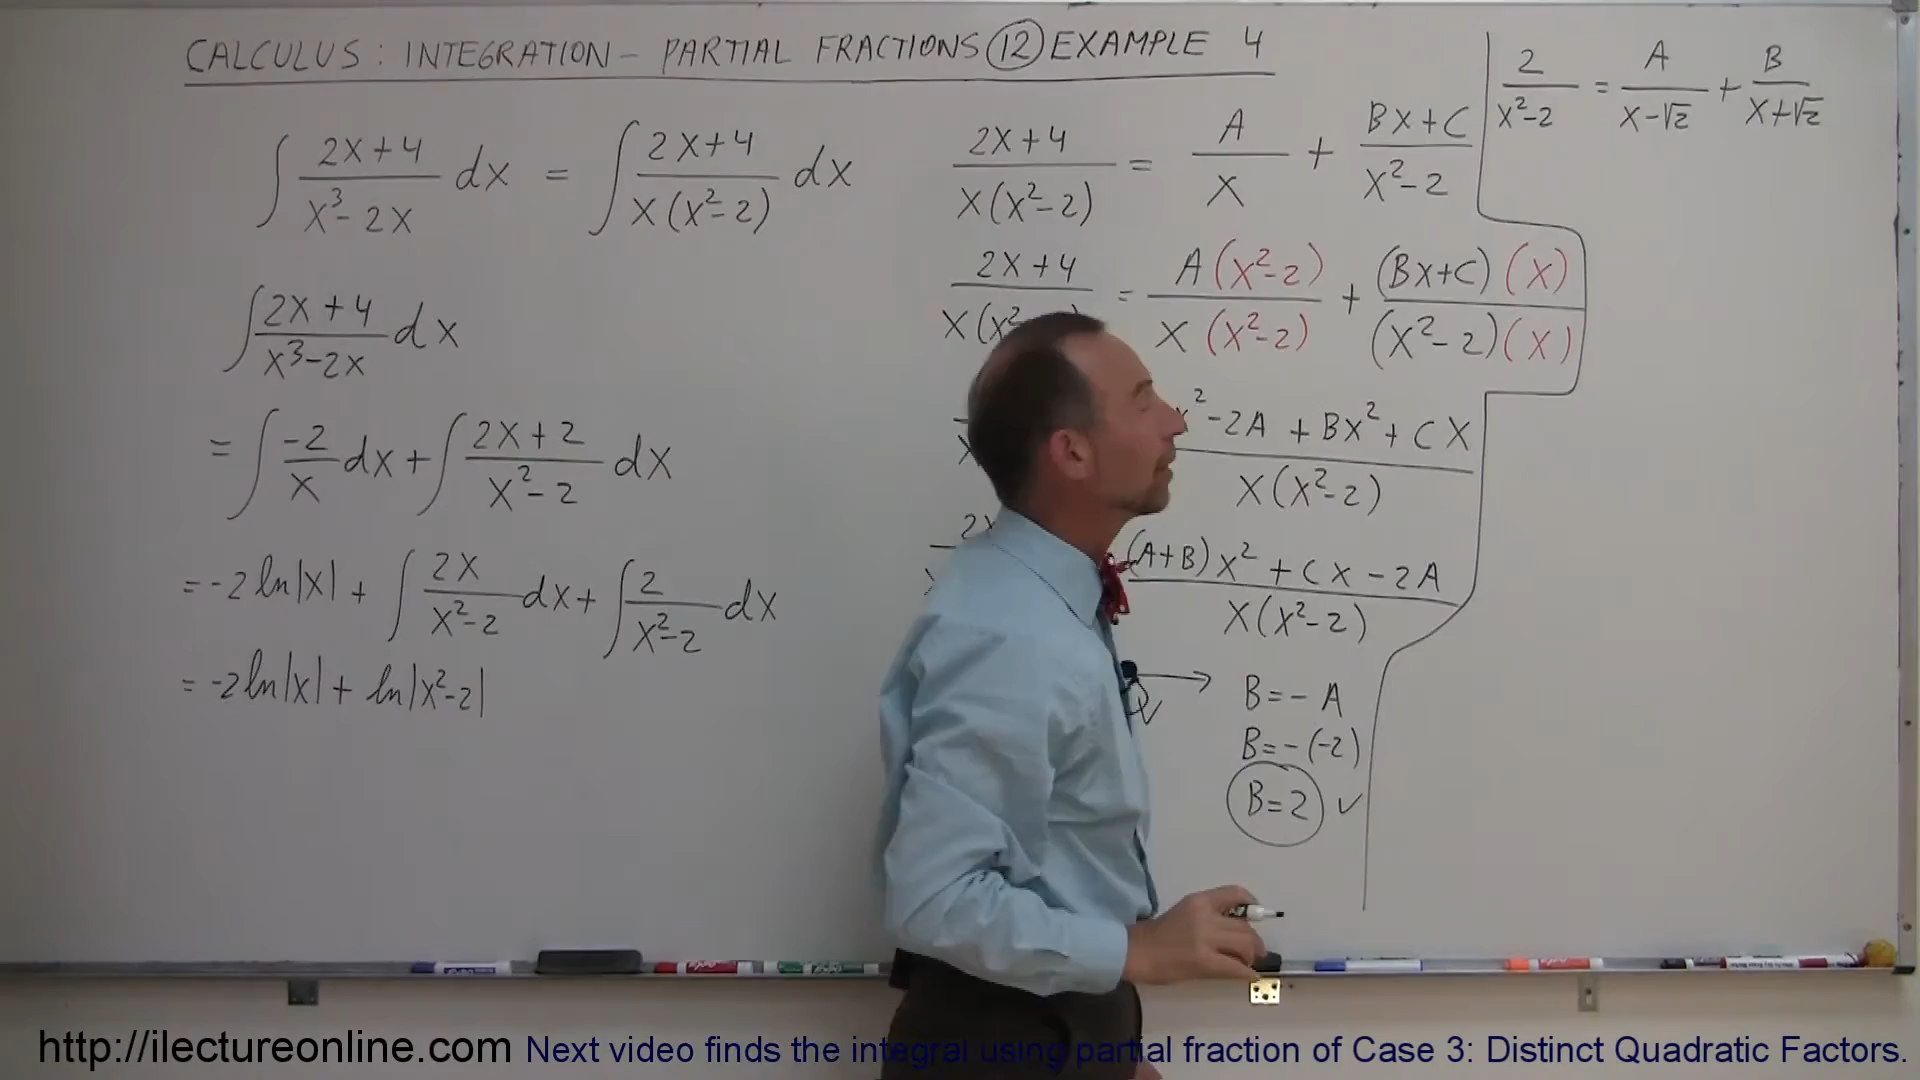 CALCULUS: INTEGRATION – PARTIAL FRACTIONS (12) EXAMPLE 4
∫ (2X+4)/(X³-2X) dX = ∫ (2X+4)/(X(X²-2)) dX
∫ (2X+4)/(X³-2X) dX
= ∫ -2/X dX + ∫ (2X+2)/(X²-2) dX
= -2 ln|X| + ∫ 2X/(X²-2) dX + ∫ 2/(X²-2) dX
= -2 ln|X| + ln|X²-2|
(2X+4)/(X(X²-2)) = A/X + (BX+C)/(X²-2)
(2X+4)/(X(X² = A(X²-2)/(X(X²-2)) + (BX+C)(X)/((X²-2)(X))
² -2A + BX² + CX / X(X²-2)
(A+B)X² + CX - 2A / X(X²-2)
→ B = -A
B = -(-2)
B = 2 ✓
2/(X²-2) = A/(X-√2) + B/(X+√2)
http://ilectureonline.com Next video finds the integral using partial fraction of Case 3: Distinct Quadratic Factors.